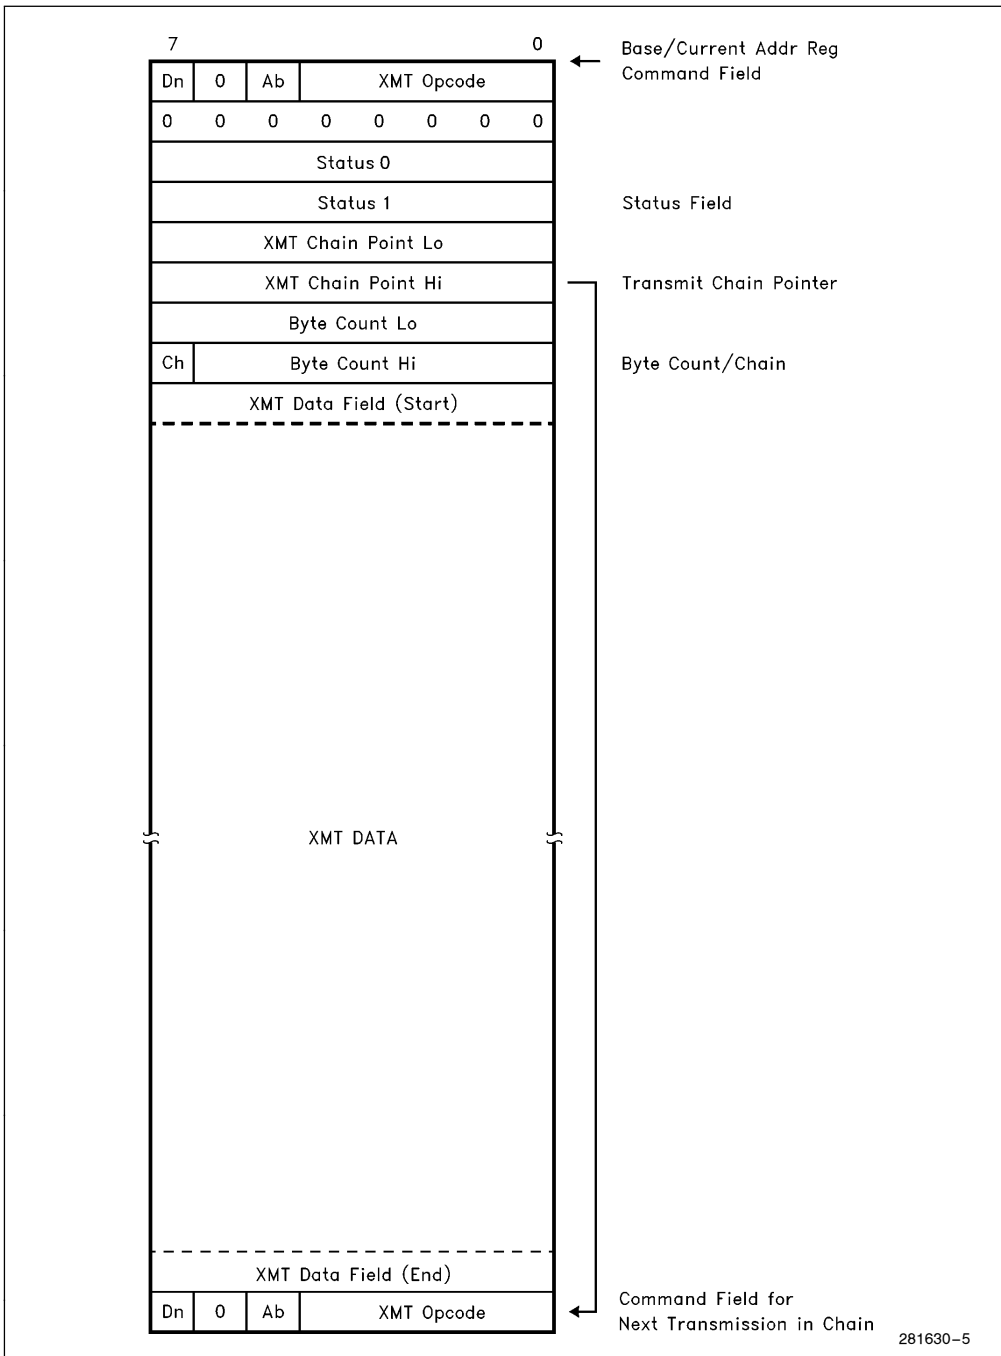 7 0
Base/Current Addr Reg
Command Field
Dn 0 Ab XMT Opcode
0 0 0 0 0 0 0 0
Status 0
Status 1 Status Field
XMT Chain Point Lo
XMT Chain Point Hi Transmit Chain Pointer
Byte Count Lo
Ch Byte Count Hi Byte Count/Chain
XMT Data Field (Start)
XMT DATA
XMT Data Field (End)
Dn 0 Ab XMT Opcode
Command Field for
Next Transmission in Chain
281630-5